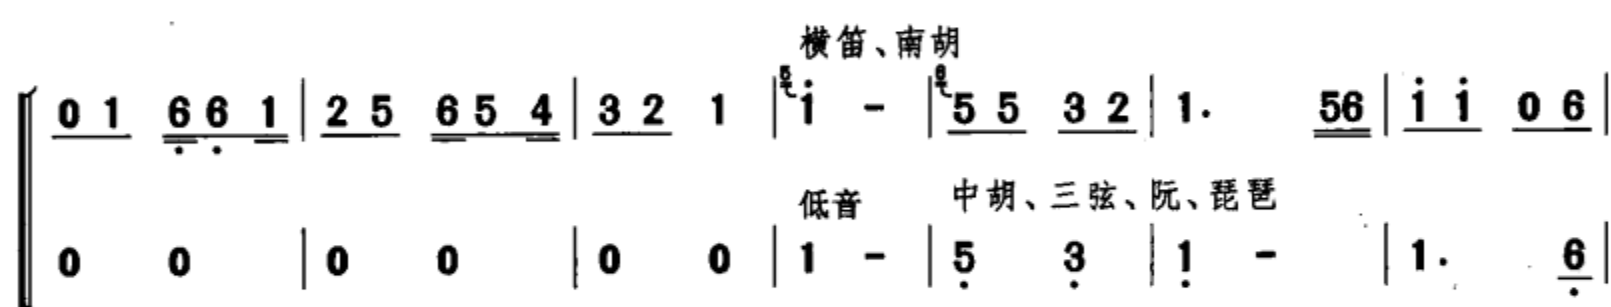 横笛、南胡
0 1 6 6 1 | 2 5 6 5 4 | 3 2 1 | 5 i - | 6 5 5 3 2 | 1. 56 | i i 0 6 |
低音 中胡、三弦、阮、琵琶
0 0 | 0 0 | 0 0 | 1 - | 5 3 | 1 - | 1. 6 |